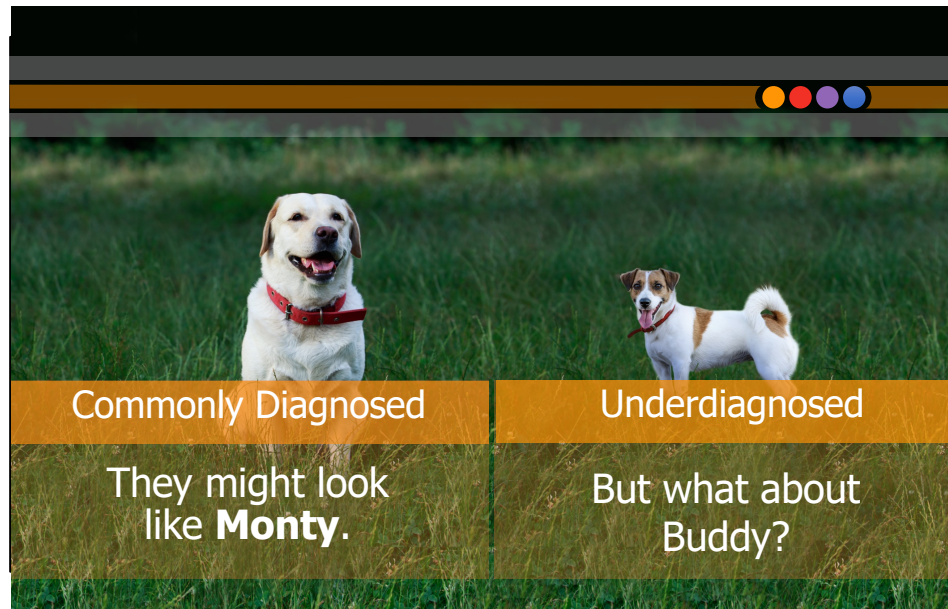 Commonly Diagnosed
They might look
like Monty.
Underdiagnosed
But what about
Buddy?